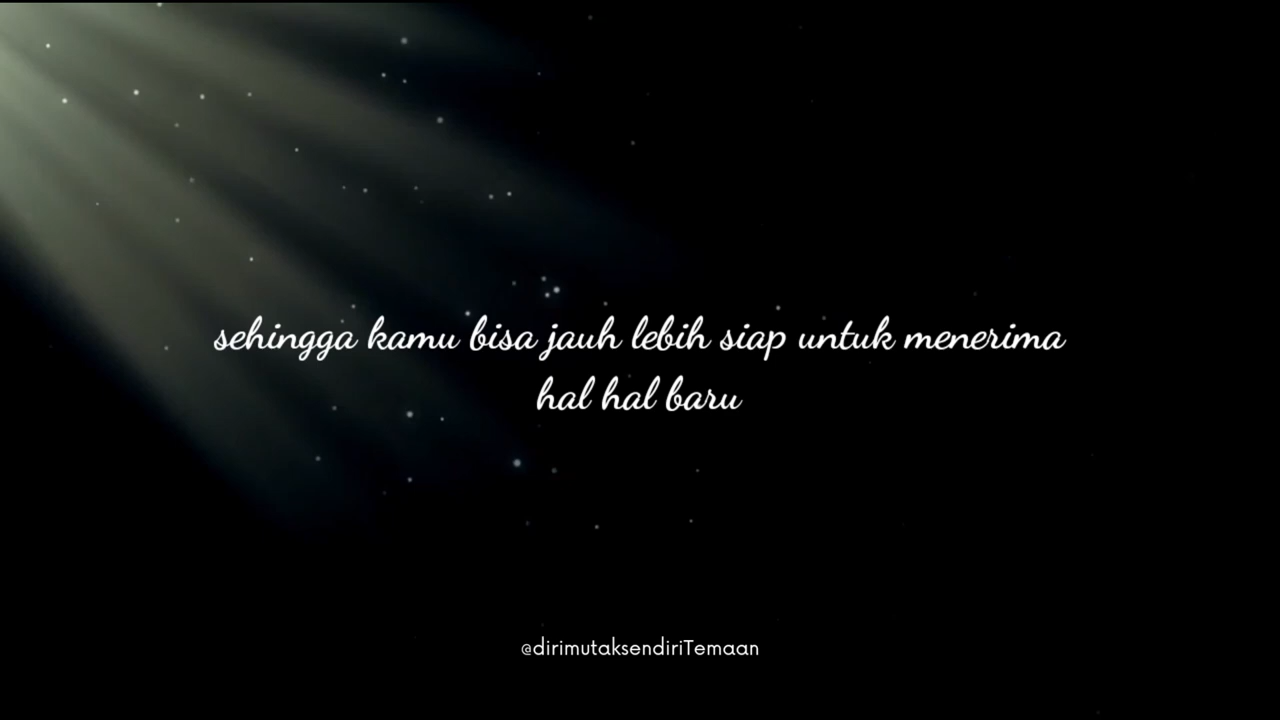 sehingga kamu bisa jauh lebih siap untuk menerima
hal hal baru
@dirimutaksendiriTemaan